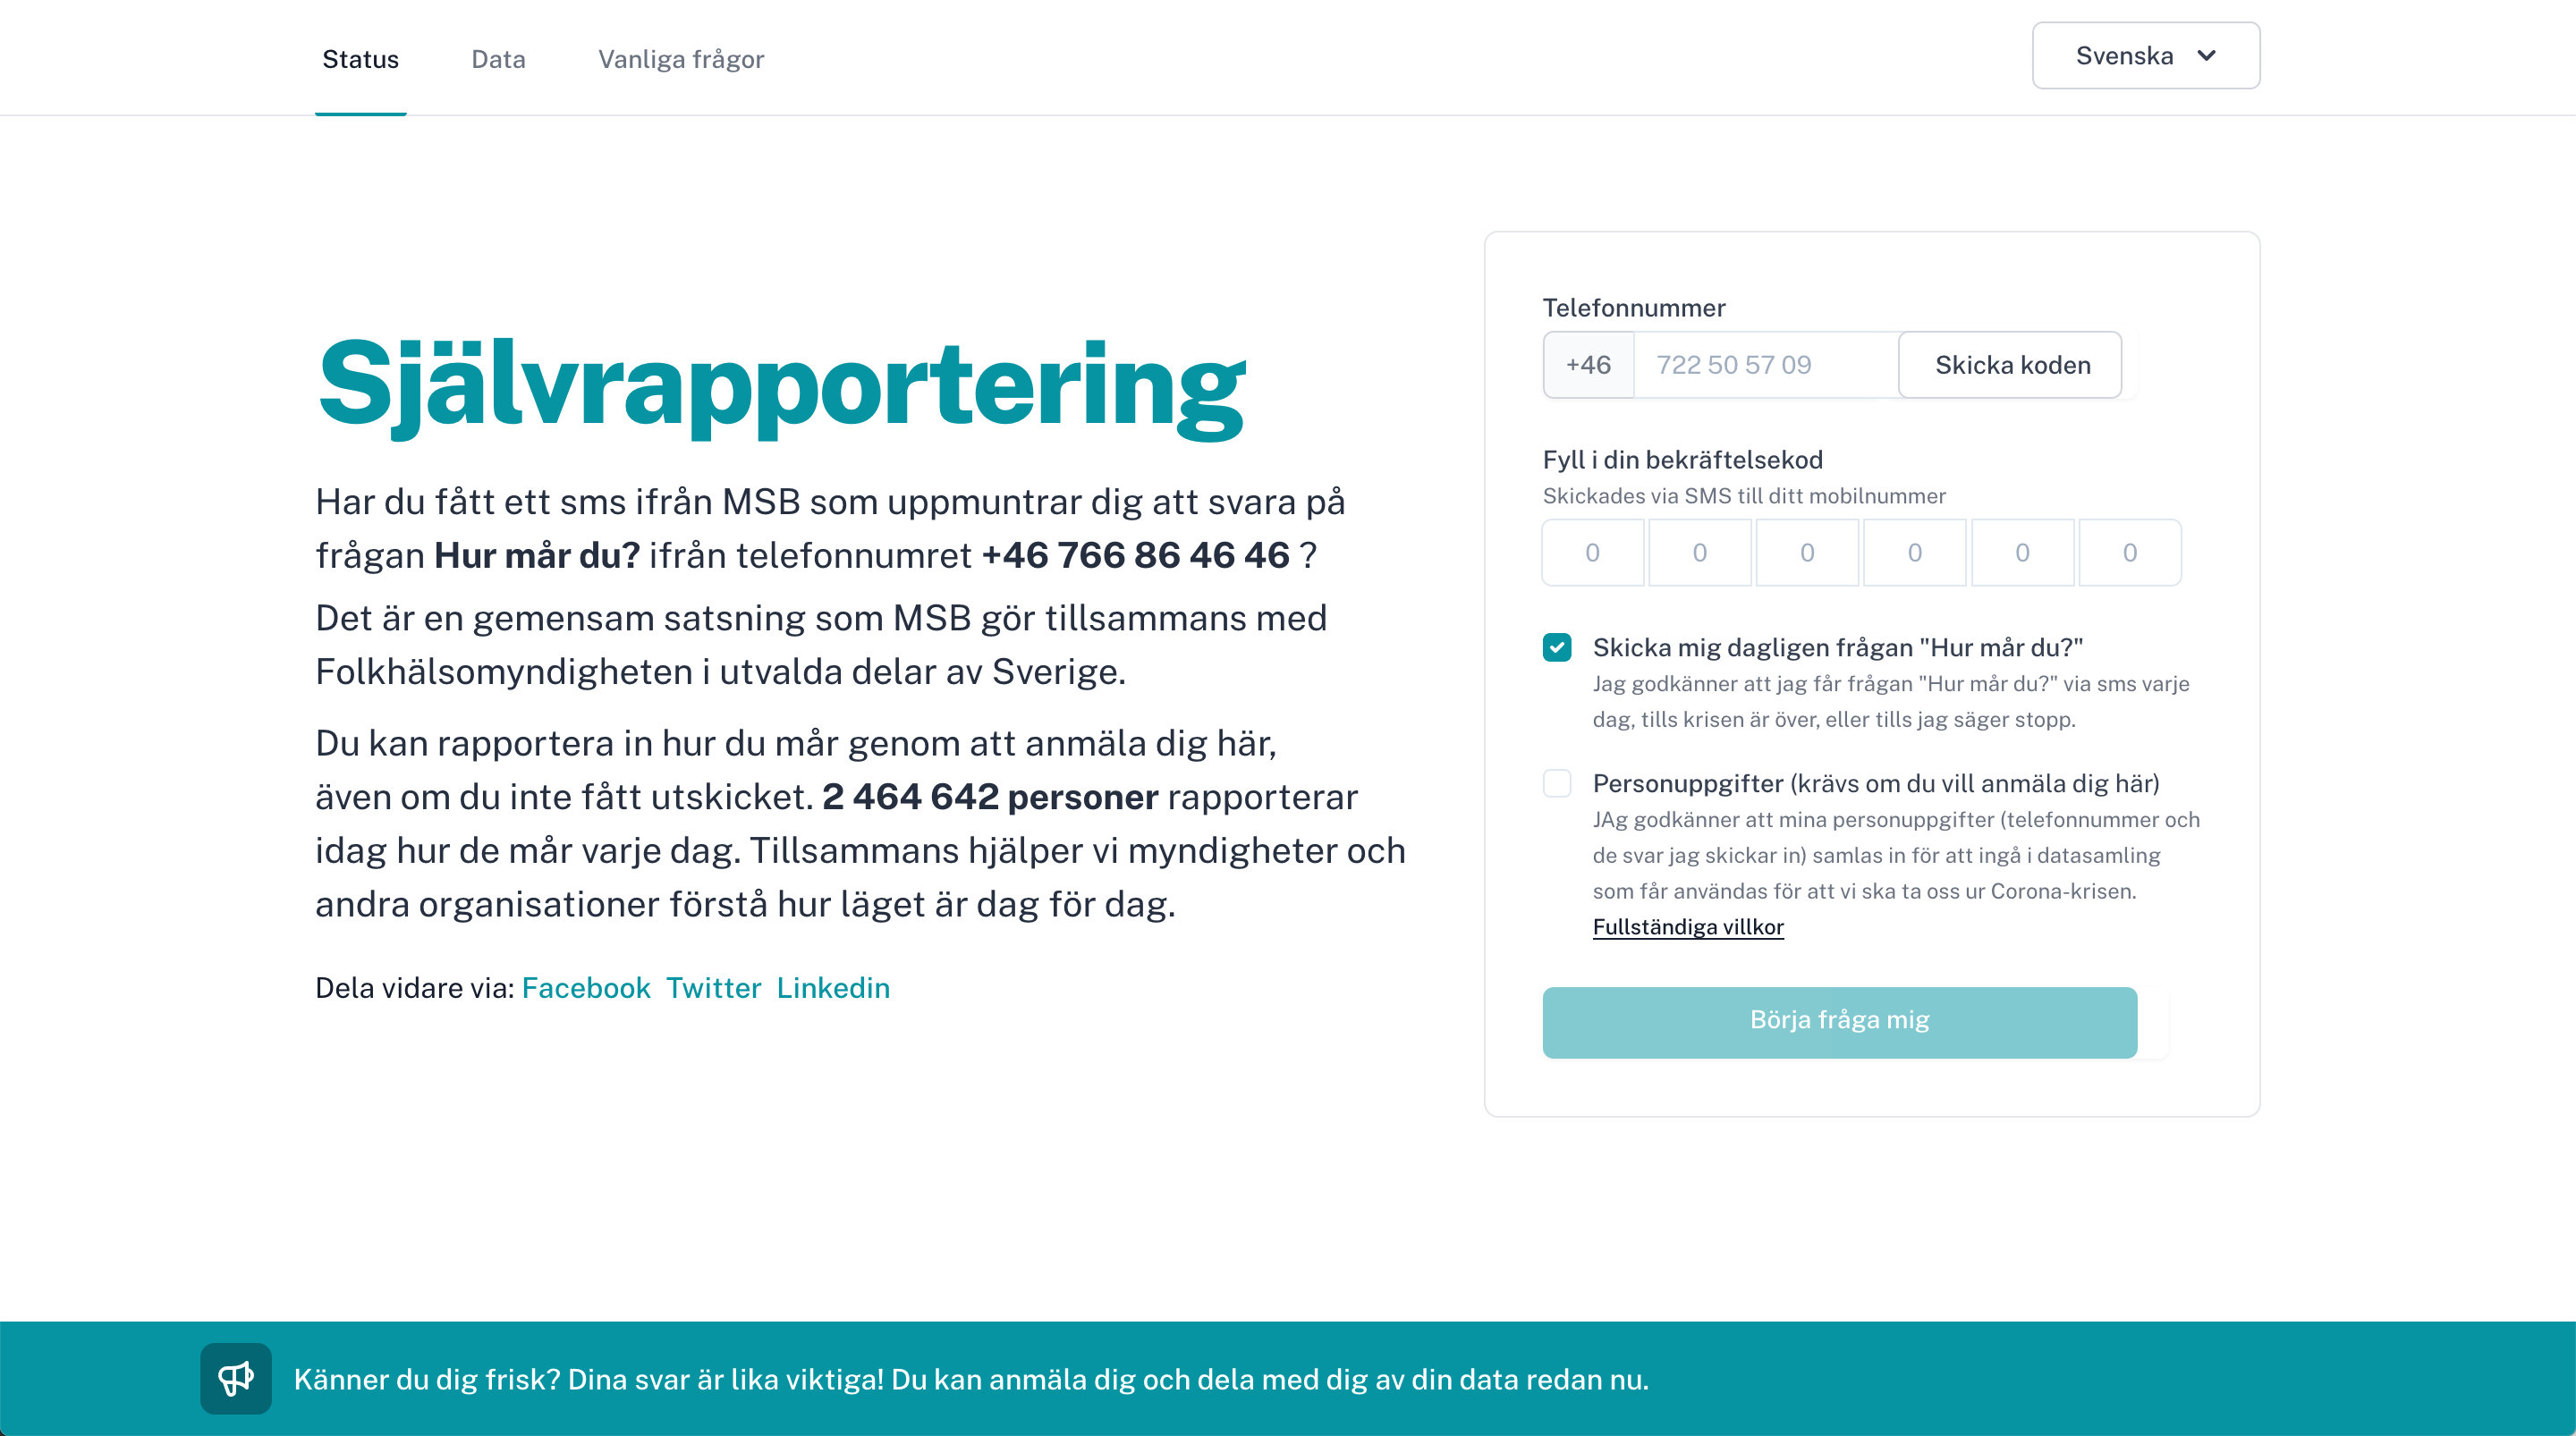 Status
Data
Vanliga frågor
Svenska
Självrapportering
Har du fått ett sms ifrån MSB som uppmuntrar dig att svara på
frågan Hur mår du? ifrån telefonnumret +46 766 86 46 46 ?
Det är en gemensam satsning som MSB gör tillsammans med
Folkhälsomyndigheten i utvalda delar av Sverige.
Du kan rapportera in hur du mår genom att anmäla dig här,
även om du inte fått utskicket. 2 464 642 personer rapporterar
idag hur de mår varje dag. Tillsammans hjälper vi myndigheter och
andra organisationer förstå hur läget är dag för dag.
Dela vidare via: Facebook Twitter Linkedin
Telefonnummer
+46 722 50 57 09 Skicka koden
Fyll i din bekräftelsekod
Skickades via SMS till ditt mobilnummer
0 0 0 0 0 0
Skicka mig dagligen frågan "Hur mår du?"
Jag godkänner att jag får frågan "Hur mår du?" via sms varje
dag, tills krisen är över, eller tills jag säger stopp.
Personuppgifter (krävs om du vill anmäla dig här)
JAg godkänner att mina personuppgifter (telefonnummer och
de svar jag skickar in) samlas in för att ingå i datasamling
som får användas för att vi ska ta oss ur Corona-krisen.
Fullständiga villkor
Börja fråga mig
Känner du dig frisk? Dina svar är lika viktiga! Du kan anmäla dig och dela med dig av din data redan nu.